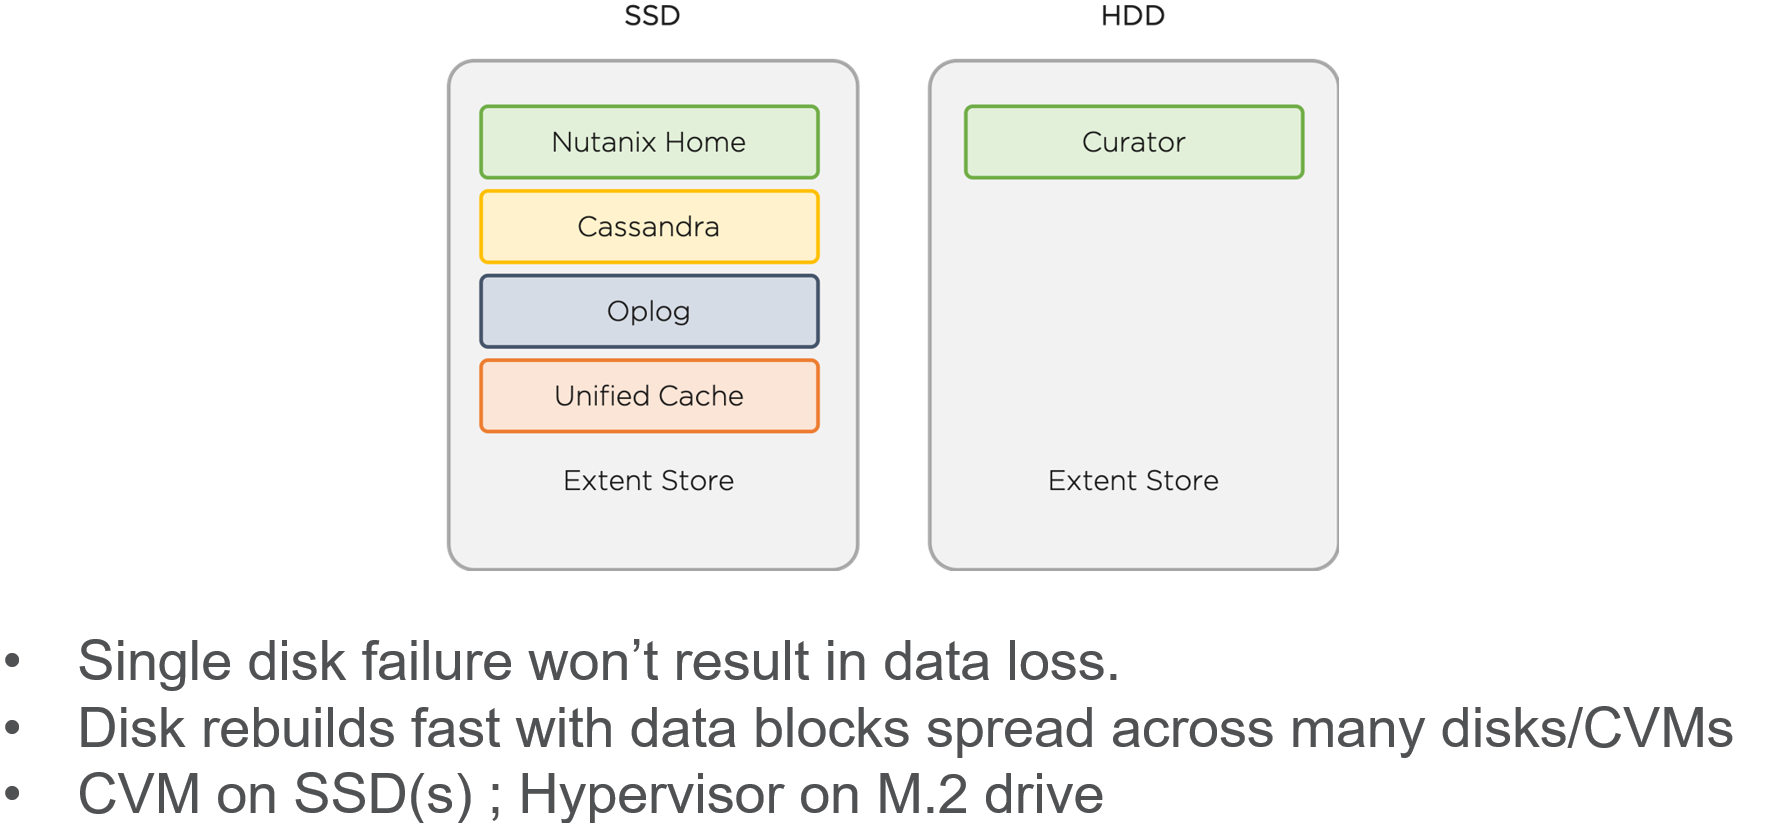 SSD
HDD
Nutanix Home
Cassandra
Oplog
Unified Cache
Extent Store
Curator
Extent Store
• Single disk failure won’t result in data loss.
• Disk rebuilds fast with data blocks spread across many disks/CVMs
• CVM on SSD(s) ; Hypervisor on M.2 drive